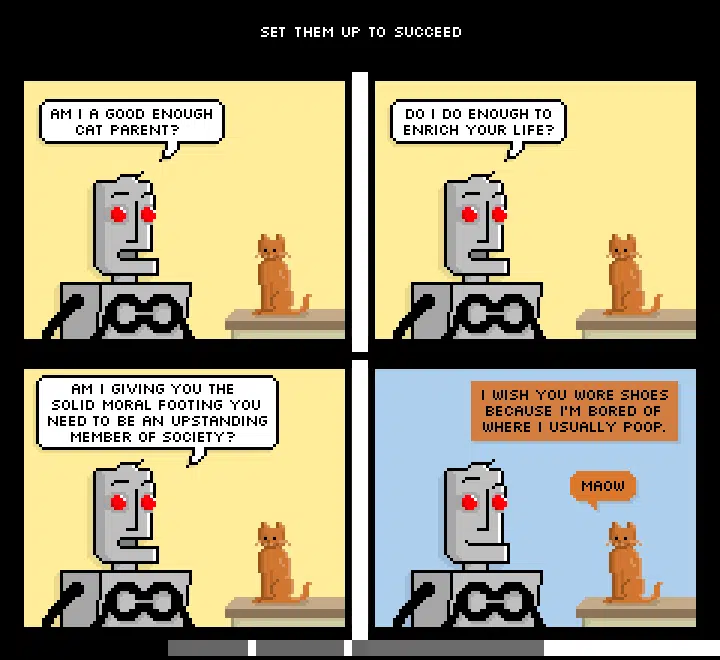 SET THEM UP TO SUCCEED
AM I A GOOD ENOUGH
CAT PARENT?
DO I DO ENOUGH TO
ENRICH YOUR LIFE?
AM I GIVING YOU THE
SOLID MORAL FOOTING YOU
NEED TO BE AN UPSTANDING
MEMBER OF SOCIETY?
I WISH YOU WORE SHOES
BECAUSE I'M BORED OF
WHERE I USUALLY POOP.
MAOW